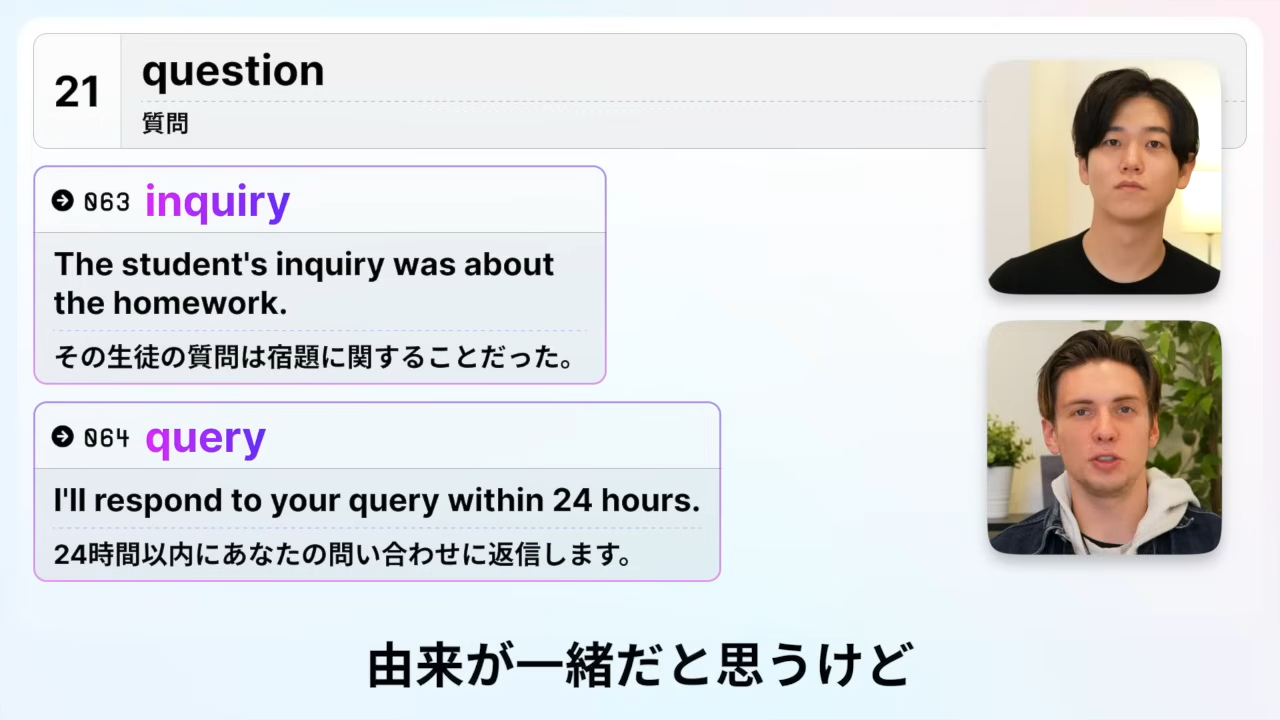 21
question
質問
063 inquiry
The student's inquiry was about
the homework.
その生徒の質問は宿題に関することだった。
064 query
I'll respond to your query within 24 hours.
24時間以内にあなたの問い合わせに返信します。
由来が一緒だと思うけど